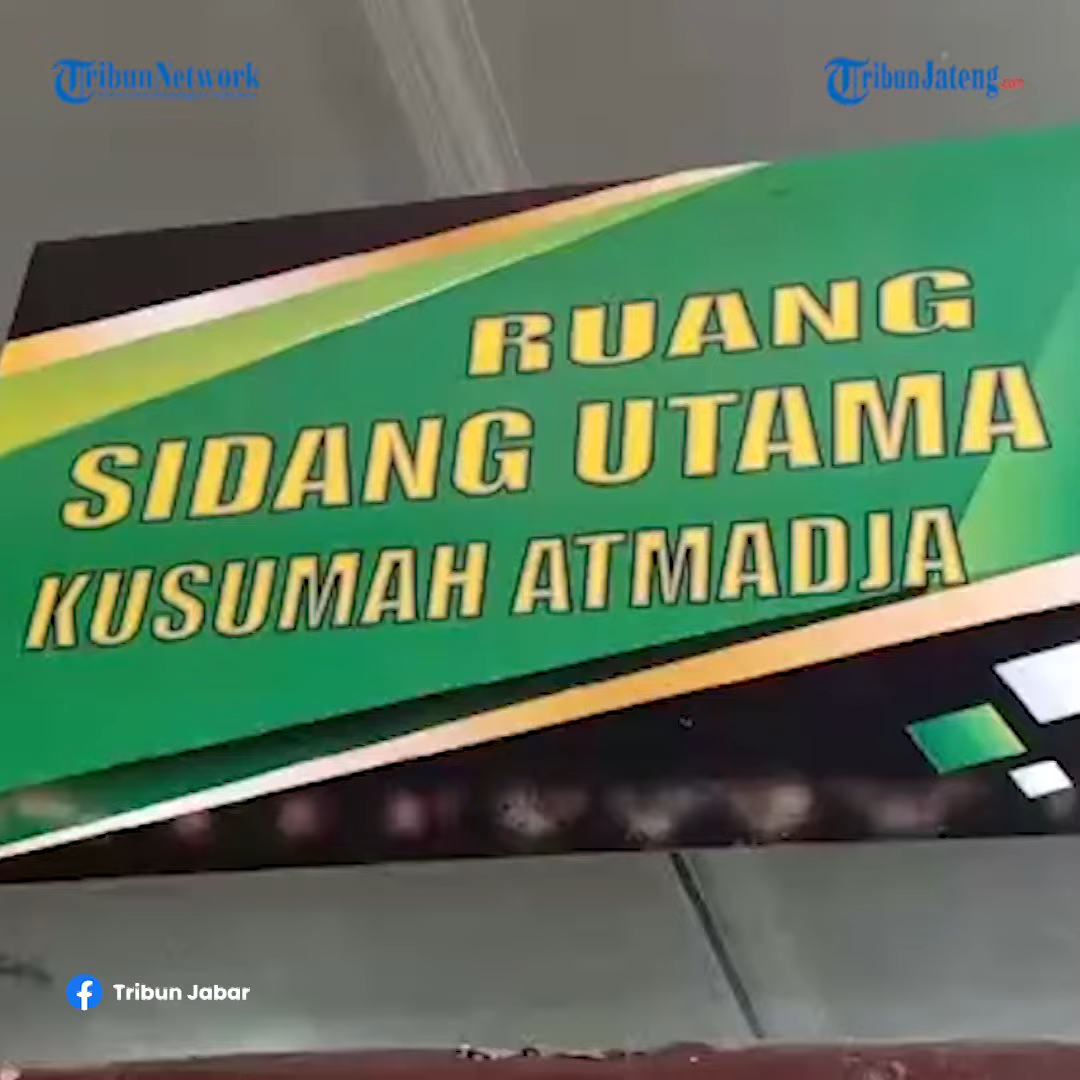 TribunNetwork
TribunJateng.com
RUANG
SIDANG UTAMA
KUSUMAH ATMADJA
Tribun Jabar